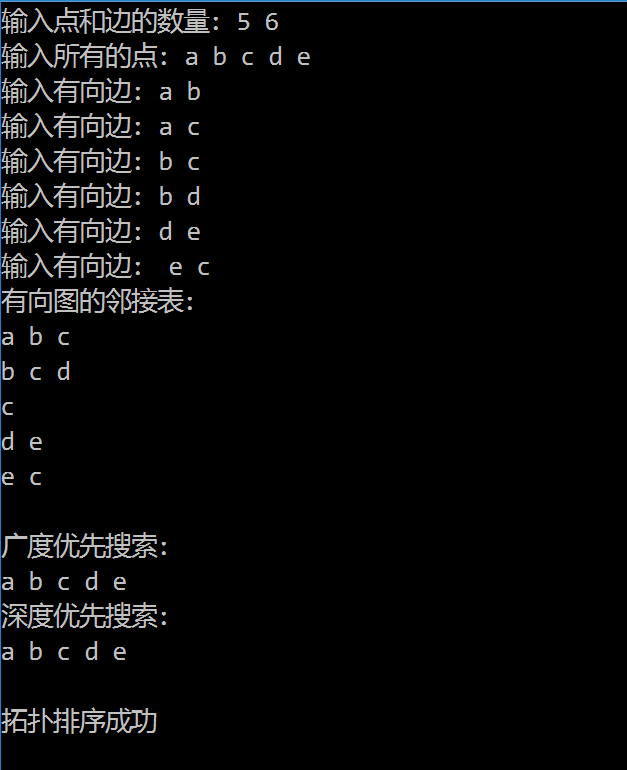 输入点和边的数量: 5 6
输入所有的点: a b c d e
输入有向边: a b
输入有向边: a c
输入有向边: b c
输入有向边: b d
输入有向边: d e
输入有向边:  e c
有向图的邻接表:
a b c
b c d
c
d e
e c
广度优先搜索:
a b c d e
深度优先搜索:
a b c d e
拓扑排序成功